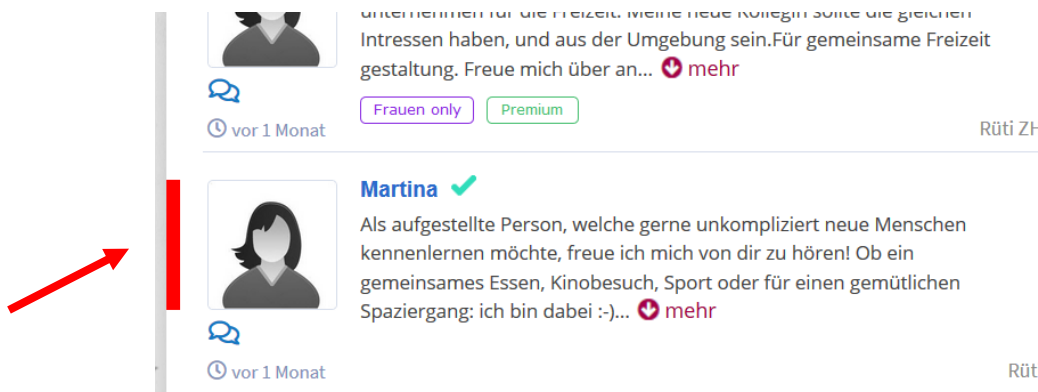 unternehmen für die Freizeit. Meine neue Kollegin sollte die gleichen
Intressen haben, und aus der Umgebung sein.Für gemeinsame Freizeit
gestaltung. Freue mich über an... mehr
Frauen only Premium
vor 1 Monat Rüti ZH
Martina
Als aufgestellte Person, welche gerne unkompliziert neue Menschen
kennenlernen möchte, freue ich mich von dir zu hören! Ob ein
gemeinsames Essen, Kinobesuch, Sport oder für einen gemütlichen
Spaziergang: ich bin dabei :-)... mehr
vor 1 Monat Rüt